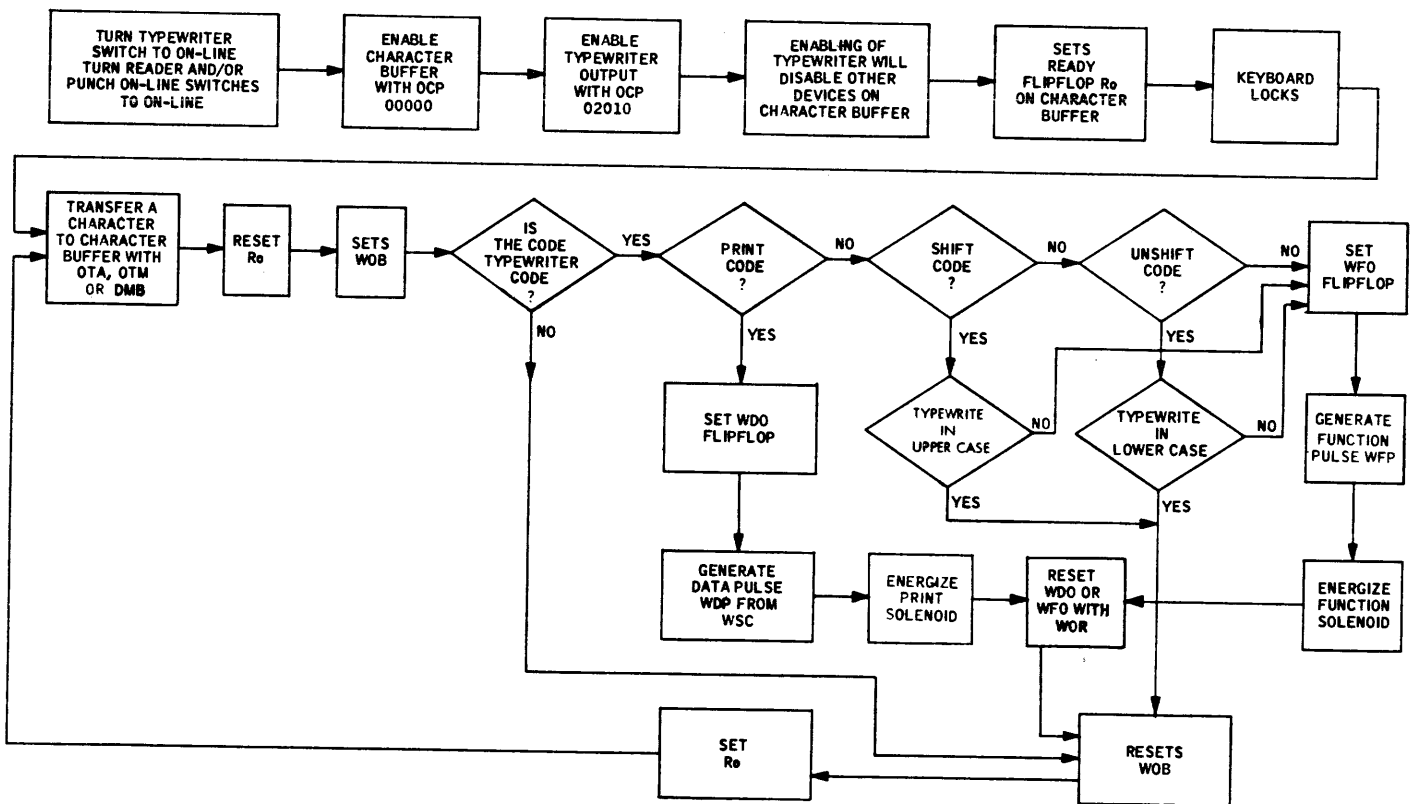 TURN TYPEWRITER
SWITCH TO ON-LINE
TURN READER AND/OR
PUNCH ON-LINE SWITCHES
TO ON-LINE
ENABLE
CHARACTER
BUFFER
WITH OCP
00000
ENABLE
TYPEWRITER
OUTPUT
WITH OCP
02010
ENABLING OF
TYPEWRITER WILL
DISABLE OTHER
DEVICES ON
CHARACTER BUFFER
SETS
READY
FLIPFLOP Ro
ON CHARACTER
BUFFER
KEYBOARD
LOCKS
TRANSFER A
CHARACTER
TO CHARACTER
BUFFER WITH
OTA, OTM
OR DMB
RESET
Ro
SETS
WOB
IS
THE CODE
TYPEWRITER
CODE
?
YES
NO
PRINT
CODE
?
NO
YES
SHIFT
CODE
?
NO
YES
UNSHIFT
CODE
?
NO
YES
SET
WFO
FLIPFLOP
SET WDO
FLIPFLOP
TYPEWRITE
IN
UPPER CASE
NO
YES
TYPEWRITE
IN
LOWER CASE
NO
YES
GENERATE
FUNCTION
PULSE WFP
GENERATE
DATA PULSE
WDP FROM
WSC
ENERGIZE
PRINT
SOLENOID
RESET
WDO OR
WFO WITH
WOR
ENERGIZE
FUNCTION
SOLENOID
SET
Ro
RESETS
WOB